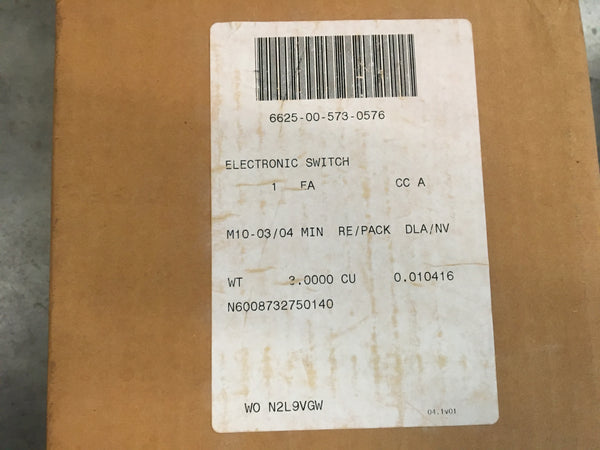 6625-00-573-0576
ELECTRONIC SWITCH
1 EA CC A
M10-03/04 MIN RE/PACK DLA/NV
WT 3.0000 CU 0.010416
N6008732750140
WO N2L9VGW
04.1v01